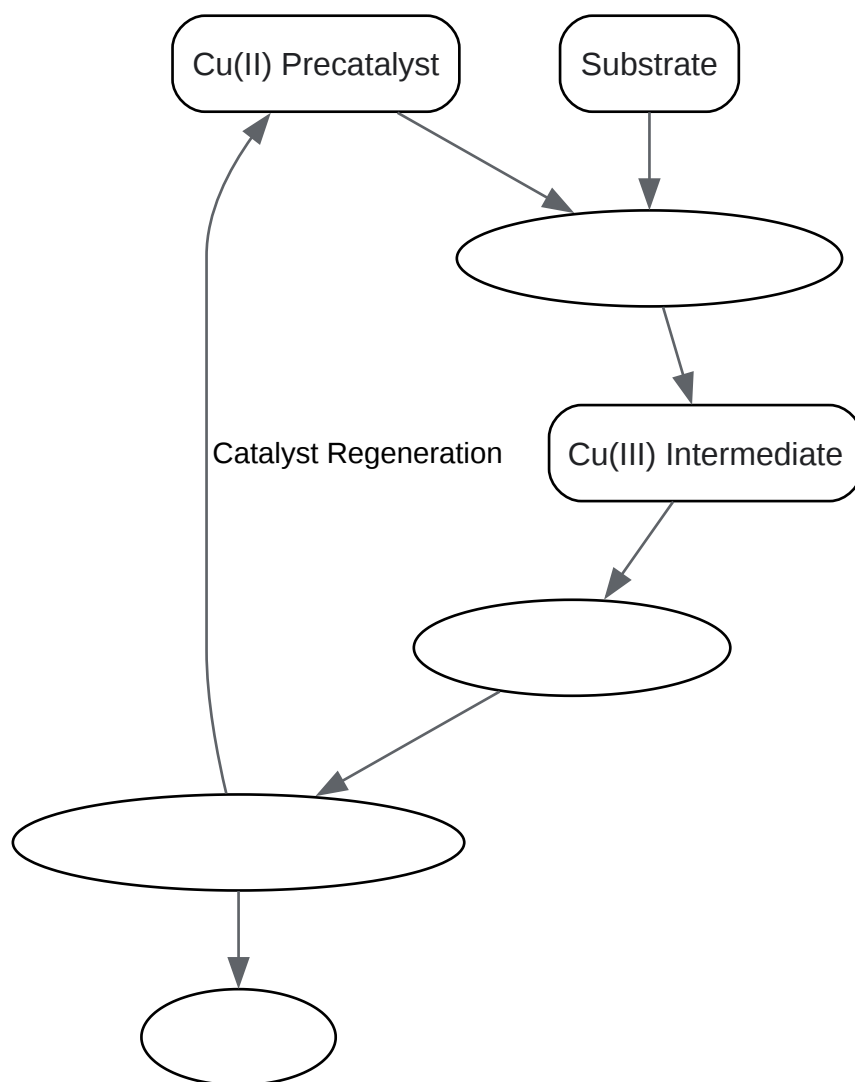 Cu(II) Precatalyst
Substrate
Cu(III) Intermediate
Catalyst Regeneration